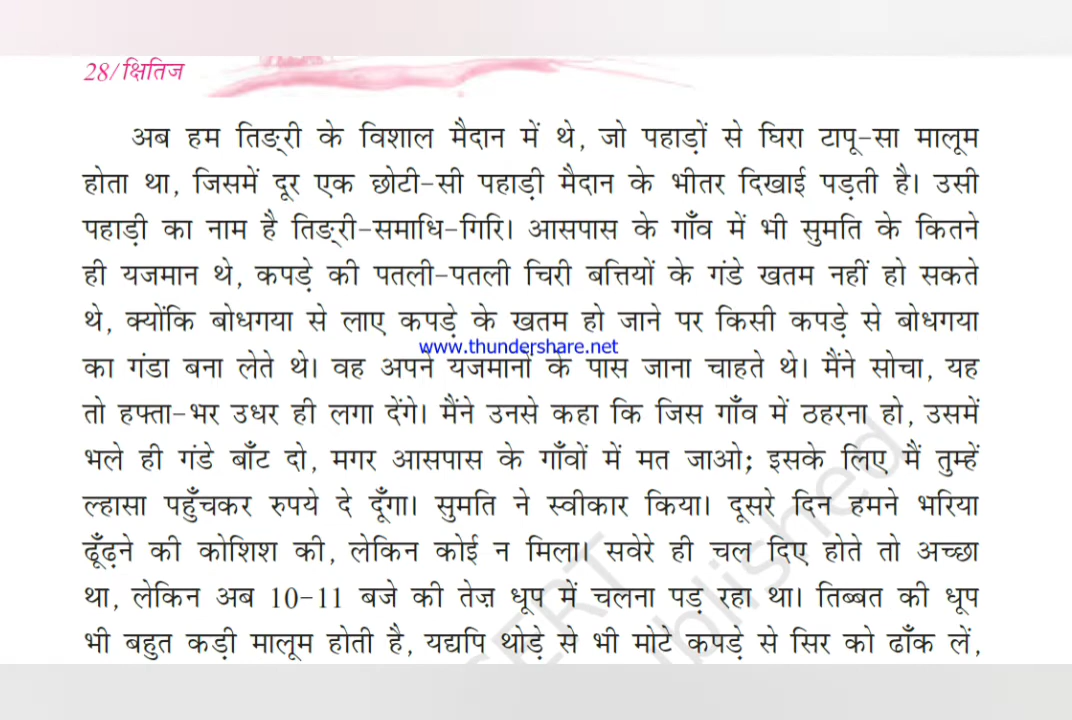 28/क्षितिज
अब हम तिङ्री के विशाल मैदान में थे, जो पहाड़ों से घिरा टापू-सा मालूम
होता था, जिसमें दूर एक छोटी-सी पहाड़ी मैदान के भीतर दिखाई पड़ती है। उसी
पहाड़ी का नाम है तिङ्री-समाधि-गिरि। आसपास के गाँव में भी सुमति के कितने
ही यजमान थे, कपड़े की पतली-पतली चिरी बत्तियों के गंडे खतम नहीं हो सकते
थे, क्योंकि बोधगया से लाए कपड़े के खतम हो जाने पर किसी कपड़े से बोधगया
www.thundershare.net
का गंडा बना लेते थे। वह अपने यजमानों के पास जाना चाहते थे। मैंने सोचा, यह
तो हफ्ता-भर उधर ही लगा देंगे। मैंने उनसे कहा कि जिस गाँव में ठहरना हो, उसमें
भले ही गंडे बाँट दो, मगर आसपास के गाँवों में मत जाओ; इसके लिए मैं तुम्हें
ल्हासा पहुँचकर रुपये दे दूँगा। सुमति ने स्वीकार किया। दूसरे दिन हमने भरिया
ढूँढ़ने की कोशिश की, लेकिन कोई न मिला। सवेरे ही चल दिए होते तो अच्छा
था, लेकिन अब 10-11 बजे की तेज़ धूप में चलना पड़ रहा था। तिब्बत की धूप
भी बहुत कड़ी मालूम होती है, यद्यपि थोड़े से भी मोटे कपड़े से सिर को ढाँक लें,